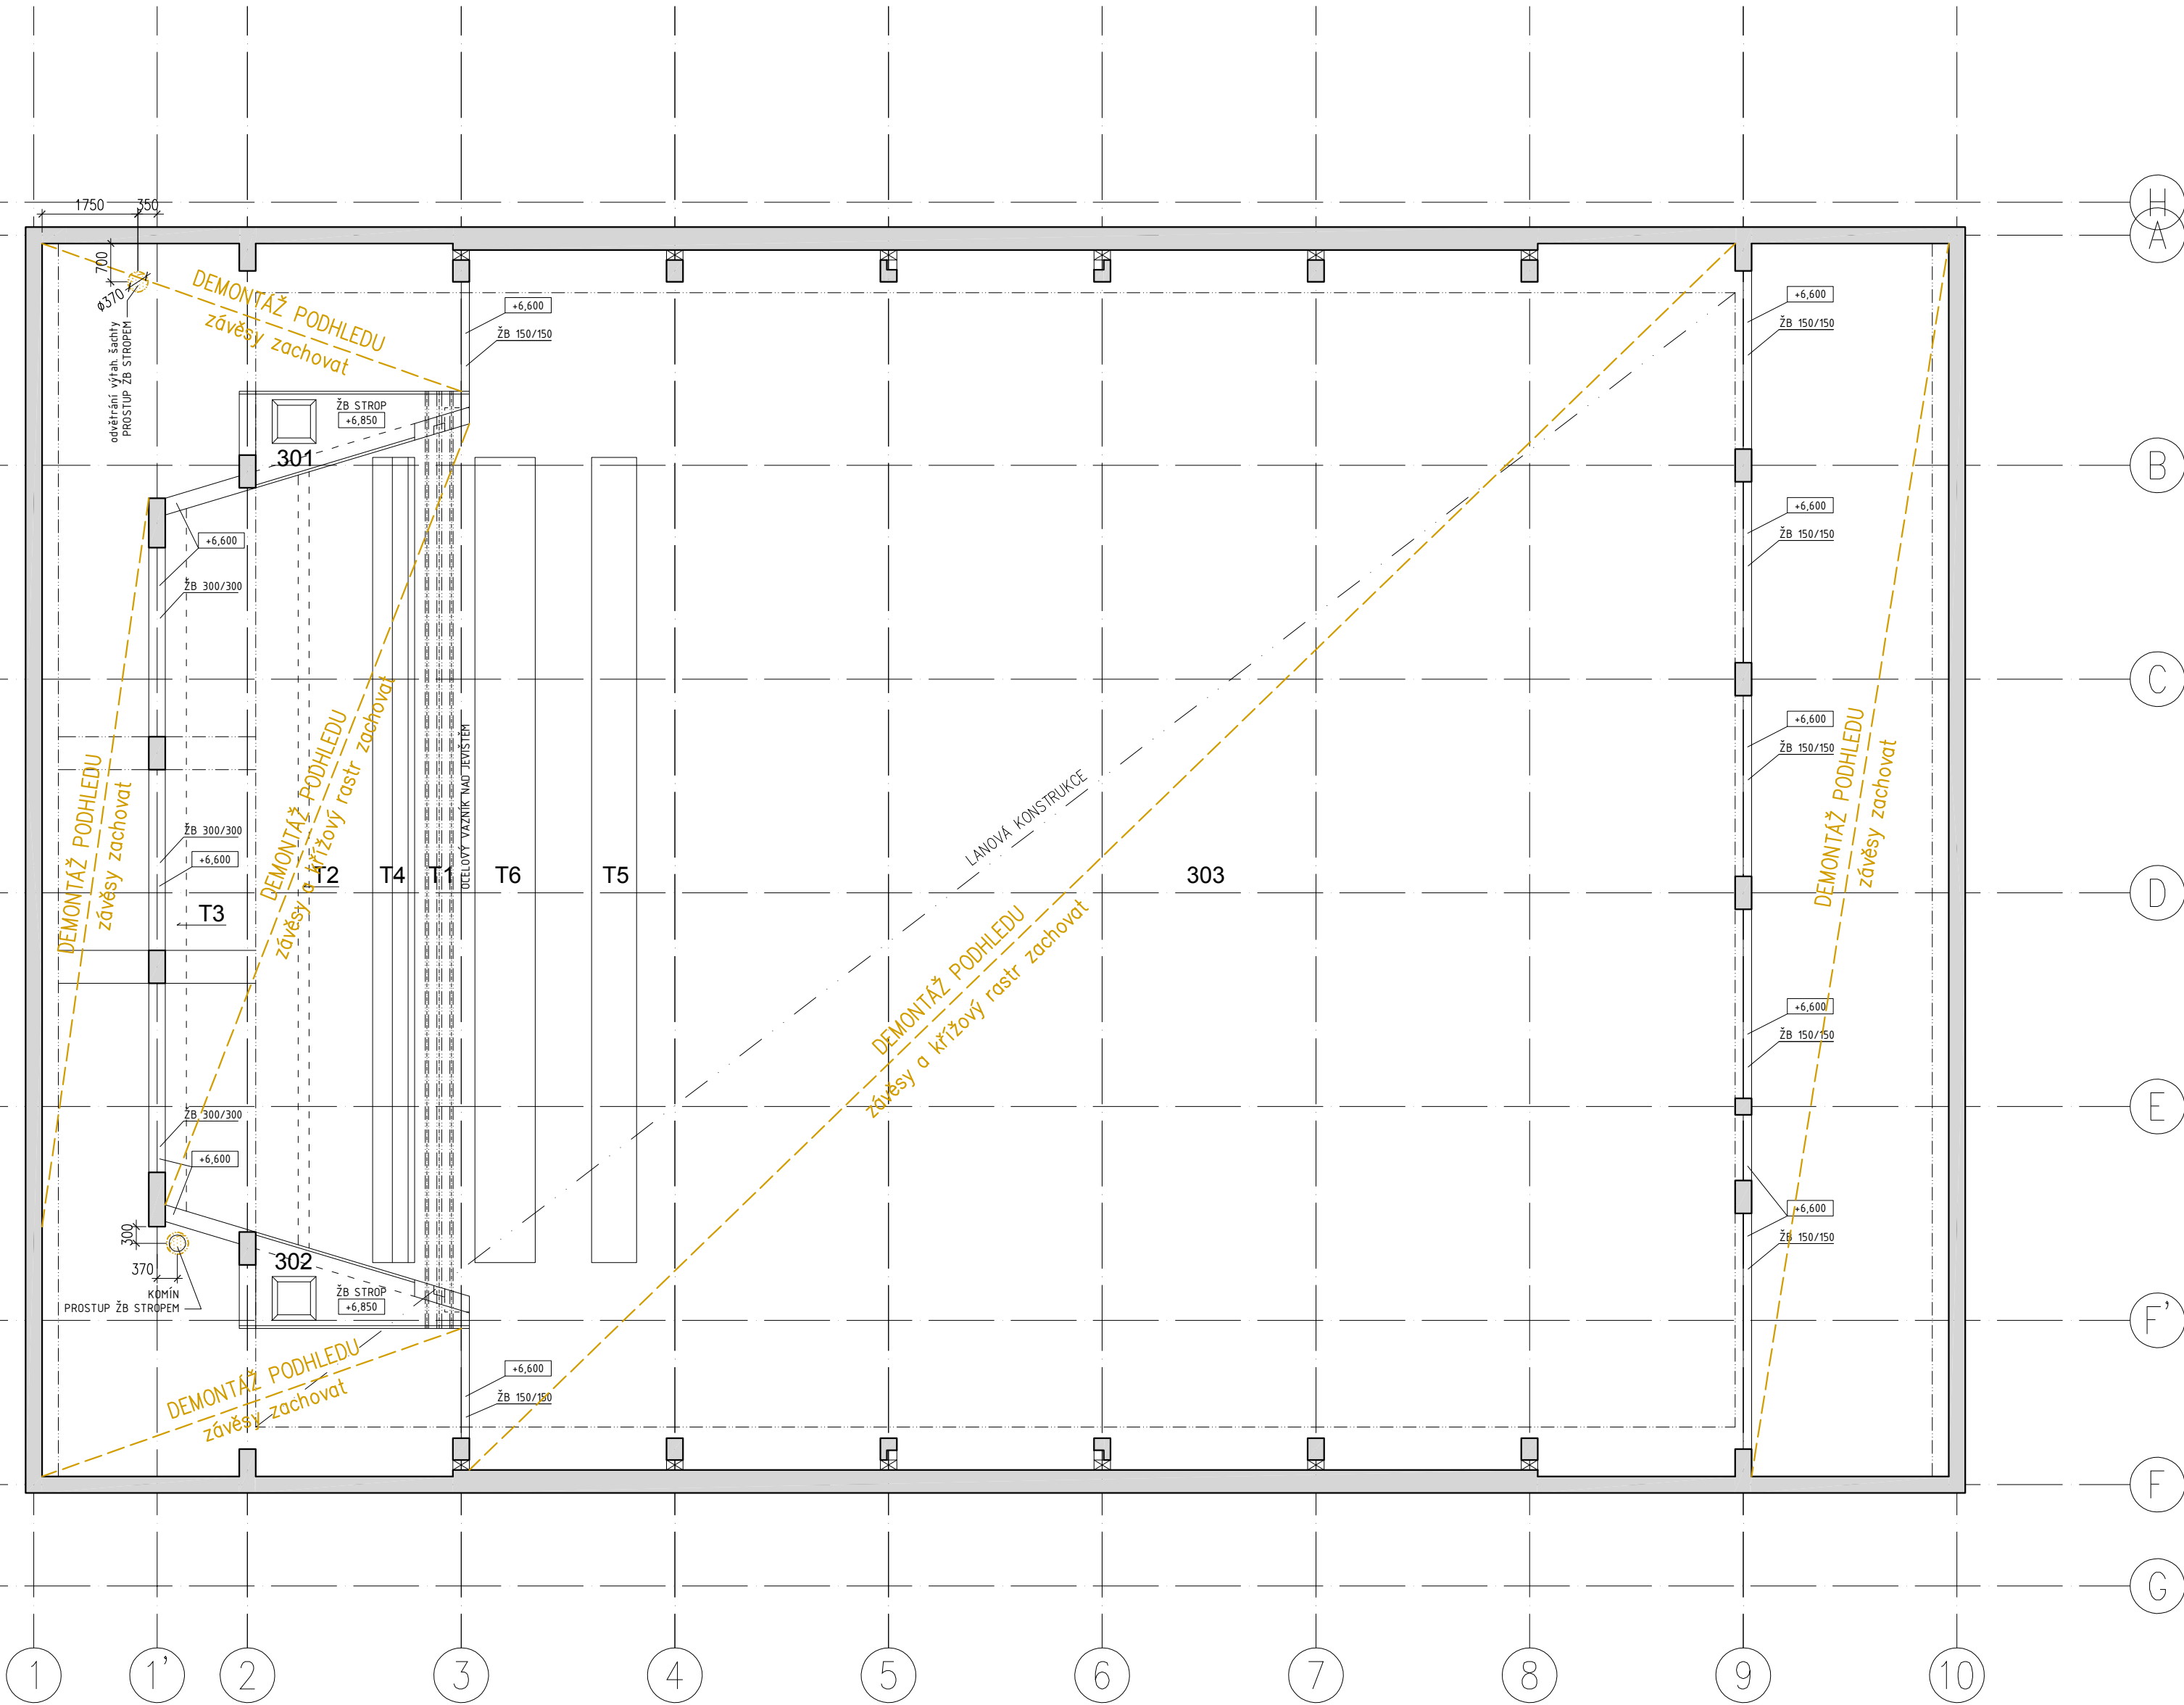 H
A
1750
350
700
ø370
odvětrání výtah. šachty
PROSTUP ŽB STROPEM
DEMONTÁŽ PODHLEDU
závěsy zachovat
+6,600
ŽB 150/150
+6,600
ŽB 150/150
ŽB STROP
+6,850
301
B
+6,600
ŽB 300/300
+6,600
ŽB 150/150
C
+6,600
ŽB 150/150
DEMONTÁŽ PODHLEDU
závěsy zachovat
DEMONTÁŽ PODHLEDU
závěsy a křížový rastr zachovat
OCELOVÝ VAZNÍK NAD JEVIŠTĚM
LANOVÁ KONSTRUKCE
DEMONTÁŽ PODHLEDU
závěsy zachovat
ŽB 300/300
+6,600
T3
T2
T4
T1
T6
T5
303
D
DEMONTÁŽ PODHLEDU
závěsy a křížový rastr zachovat
+6,600
ŽB 150/150
E
ŽB 300/300
+6,600
+6,600
ŽB 150/150
300
370
KOMÍN
PROSTUP ŽB STROPEM
302
ŽB STROP
+6,850
F'
DEMONTÁŽ PODHLEDU
závěsy zachovat
+6,600
ŽB 150/150
F
G
1
1'
2
3
4
5
6
7
8
9
10